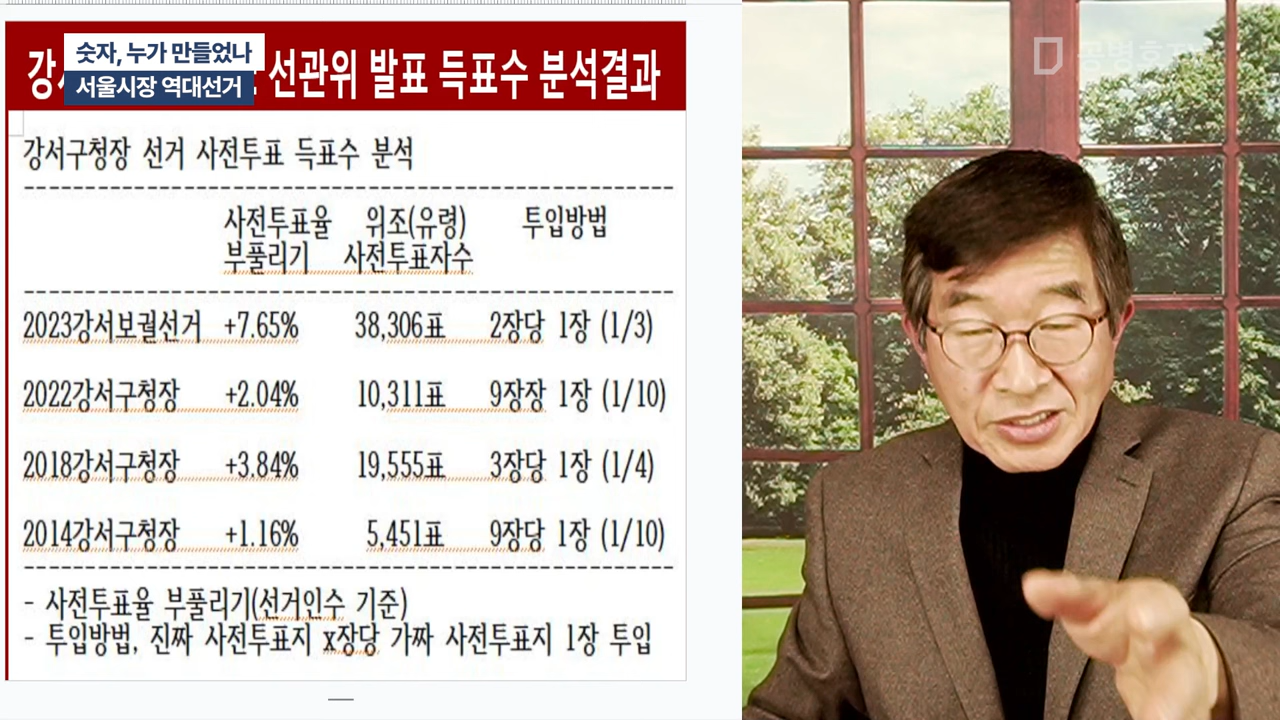 숫자, 누가 만들었나
서울시장 역대선거
강 선관위 발표 득표수 분석결과
강서구청장 선거 사전투표 득표수 분석
사전투표율 위조(유령) 투입방법
부풀리기 사전투표자수
2023강서보궐선거 +7.65% 38,306표 2장당 1장 (1/3)
2022강서구청장 +2.04% 10,311표 9장장 1장 (1/10)
2018강서구청장 +3.84% 19,555표 3장당 1장 (1/4)
2014강서구청장 +1.16% 5,451표 9장당 1장 (1/10)
- 사전투표율 부풀리기(선거인수 기준)
- 투입방법, 진짜 사전투표지 x장당 가짜 사전투표지 1장 투입
공병호